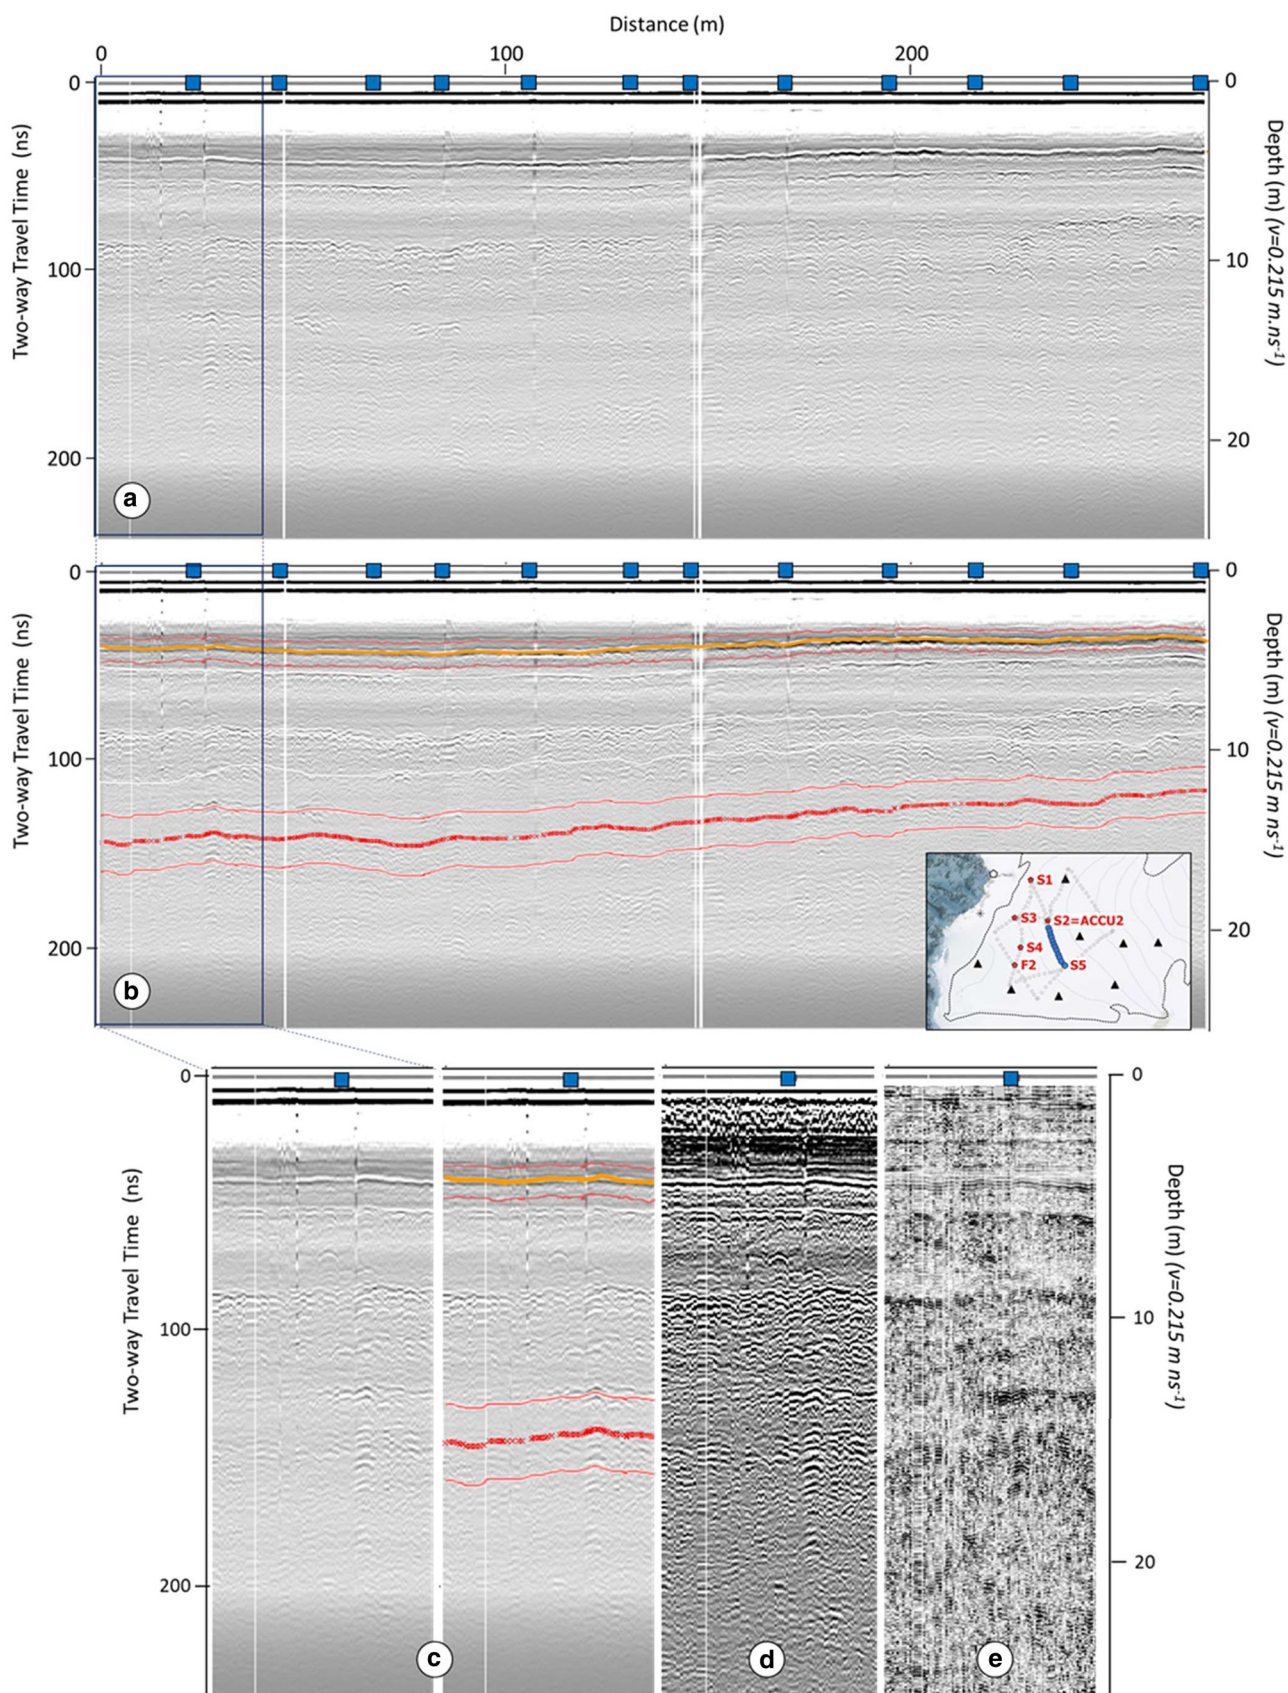 Distance (m)
0 100 200
0 0
Two-way Travel Time (ns)
Depth (m) (v=0.215 m.ns-1)
100 10
200 20
a
0 0
Two-way Travel Time (ns)
Depth (m) (v=0.215 m ns-1)
100 10
S1
S3 S2=ACCU2
S4
F2 S5
200 20
b
0 0
Two-way Travel Time (ns)
Depth (m) (v=0.215 m ns-1)
100 10
200 20
c d e